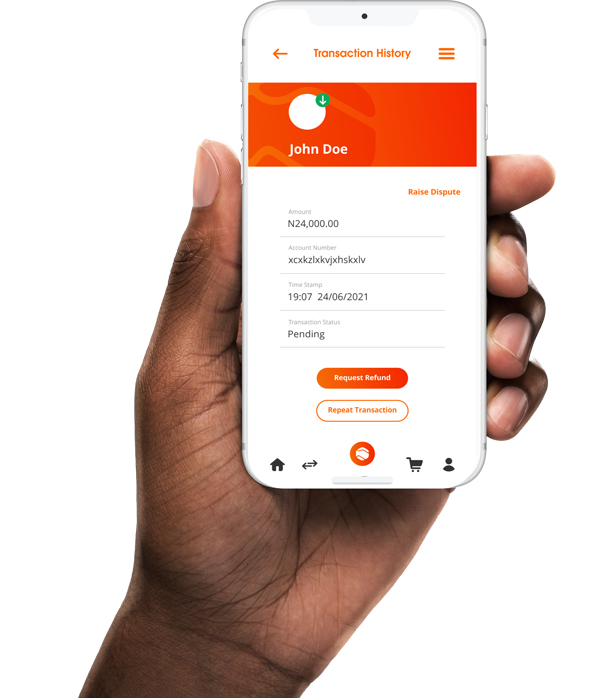 Transaction History
John Doe
Raise Dispute
Amount
N24,000.00
Account Number
xcxkzlxkvjxhskxlv
Time Stamp
19:07 24/06/2021
Transaction Status
Pending
Request Refund
Repeat Transaction